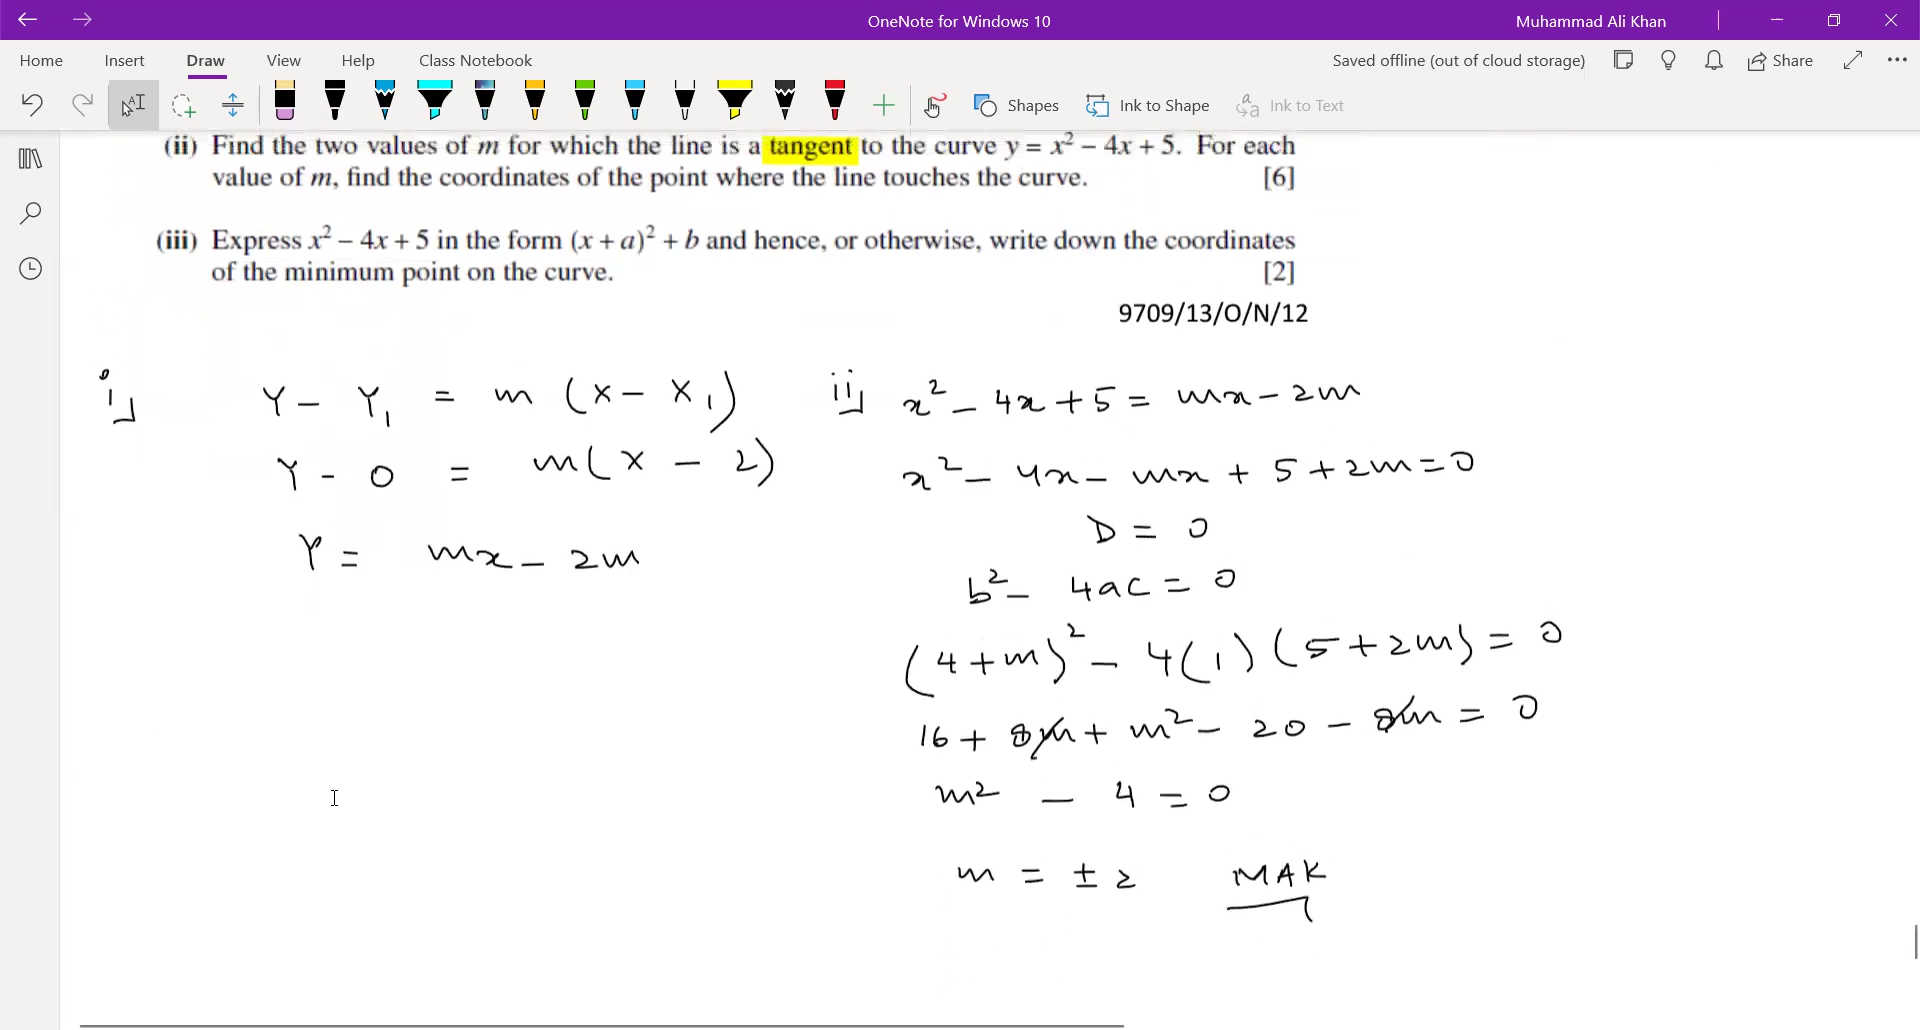 OneNote for Windows 10
Muhammad Ali Khan
Home Insert Draw View Help Class Notebook
Saved offline (out of cloud storage) Share
Shapes Ink to Shape Ink to Text
(ii) Find the two values of m for which the line is a tangent to the curve y = x² − 4x + 5. For each
value of m, find the coordinates of the point where the line touches the curve. [6]
(iii) Express x² − 4x + 5 in the form (x + a)² + b and hence, or otherwise, write down the coordinates
of the minimum point on the curve. [2]
9709/13/O/N/12
i
Y − Y₁ = m (x − x₁)
Y − 0 = m(x − 2)
Y = mx − 2m
ii
x² − 4x + 5 = mx − 2m
x² − 4x − mx + 5 + 2m = 0
D = 0
b² − 4ac = 0
(4 + m)² − 4(1)(5 + 2m) = 0
16 + 8m + m² − 20 − 8m = 0
m² − 4 = 0
m = ± 2 MAK